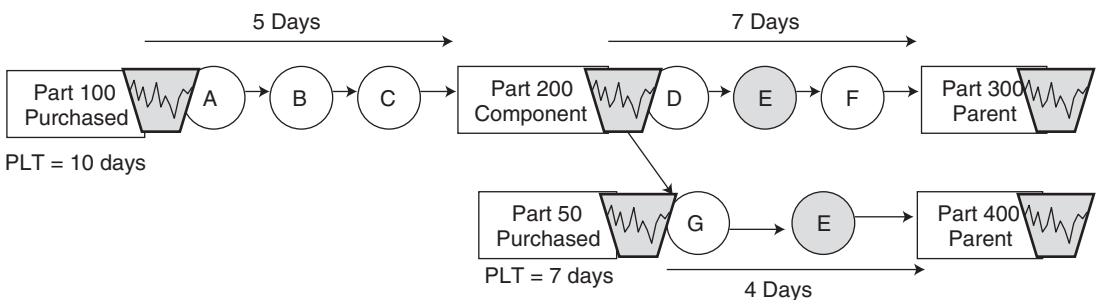 5 Days
7 Days
Part 100
Purchased
A
B
C
Part 200
Component
D
E
F
Part 300
Parent
PLT = 10 days
Part 50
Purchased
G
E
Part 400
Parent
PLT = 7 days
4 Days